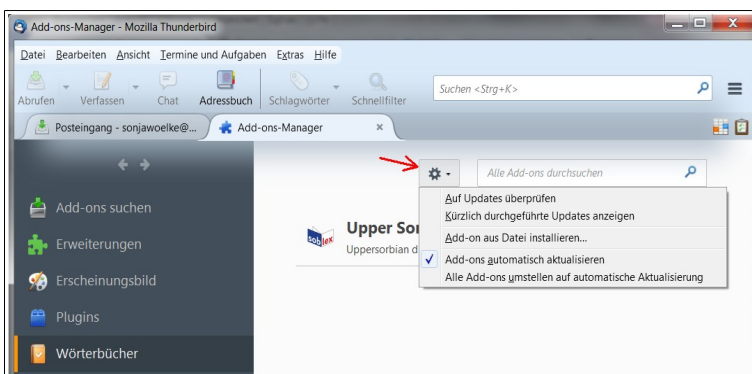 Add-ons-Manager - Mozilla Thunderbird
Datei Bearbeiten Ansicht Termine und Aufgaben Extras Hilfe
Abrufen Verfassen Chat Adressbuch Schlagwörter Schnellfilter
Suchen <Strg+K>
Posteingang - sonjawoelke@... Add-ons-Manager
Alle Add-ons durchsuchen
Add-ons suchen
Erweiterungen
Erscheinungsbild
Plugins
Wörterbücher
soblex
Upper Sor
Uppersorbian d
Auf Updates überprüfen
Kürzlich durchgeführte Updates anzeigen
Add-on aus Datei installieren...
Add-ons automatisch aktualisieren
Alle Add-ons umstellen auf automatische Aktualisierung